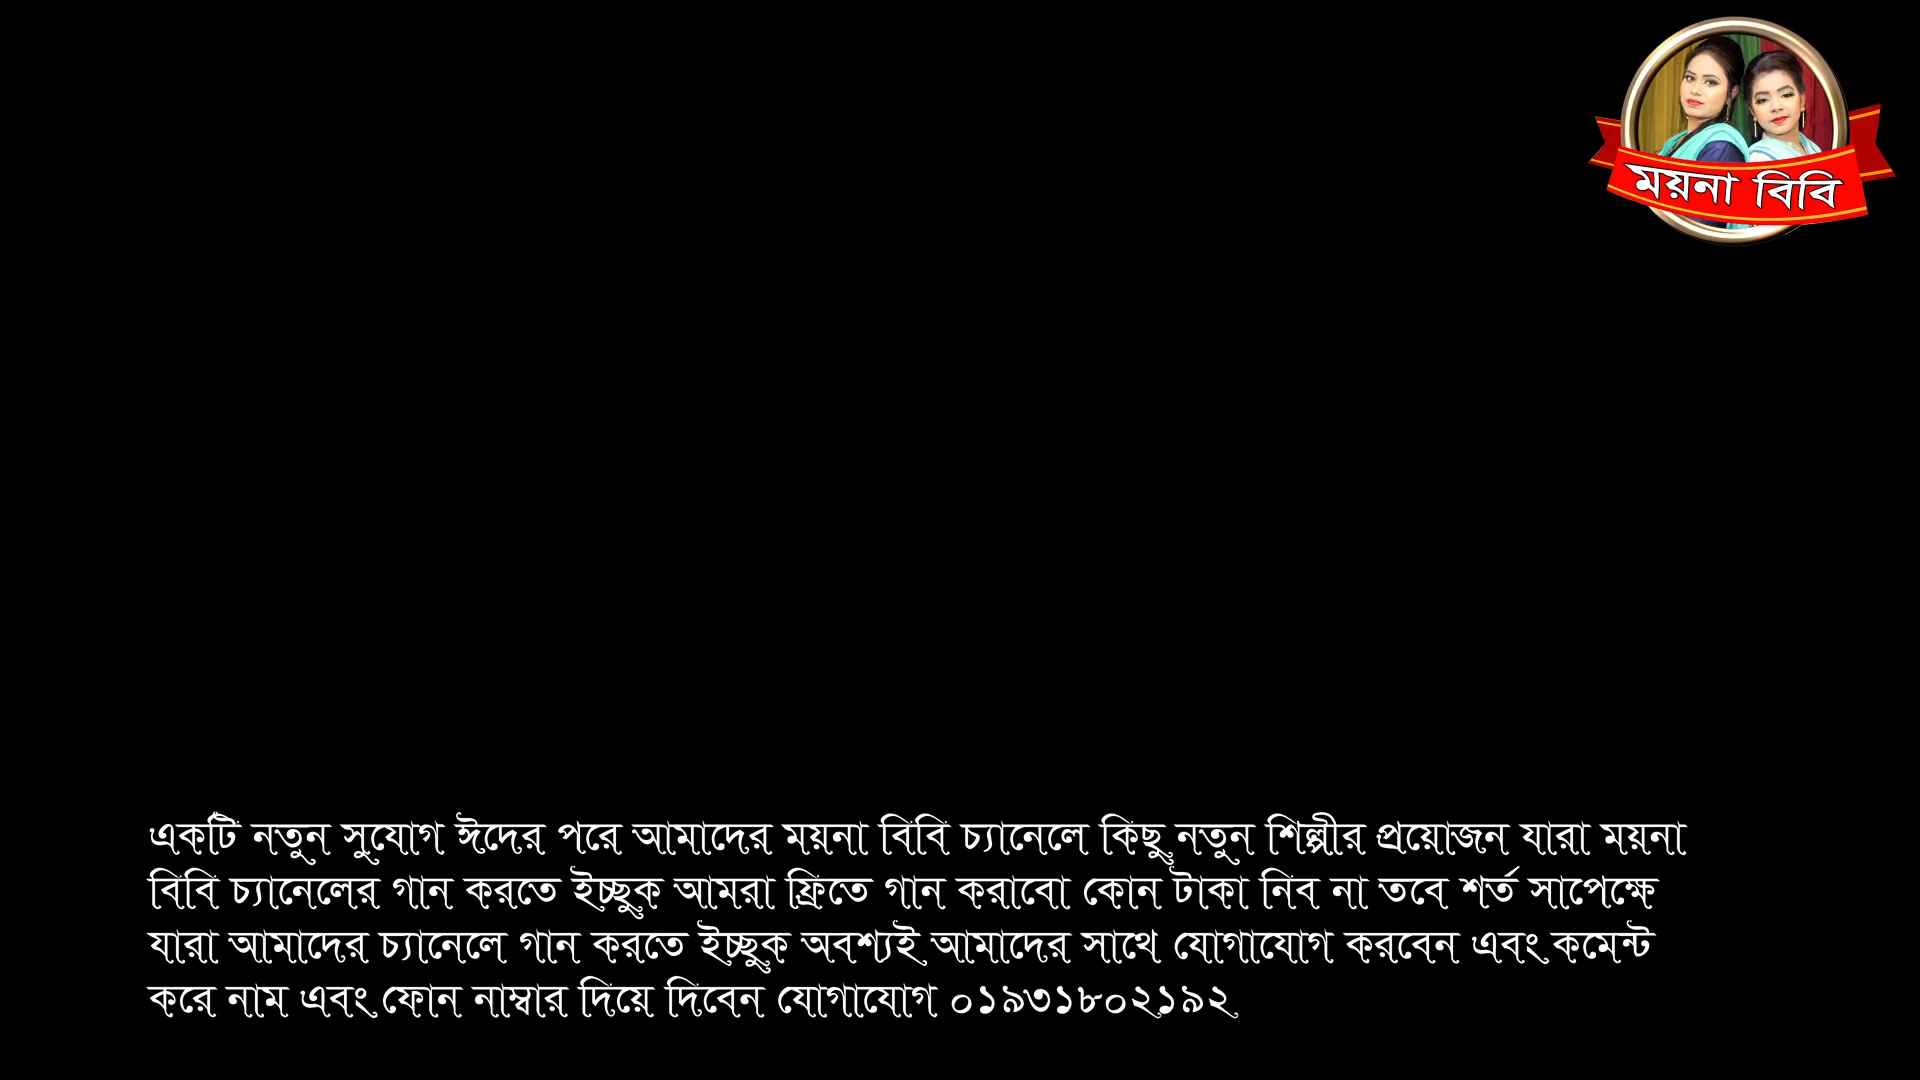 ময়না বিবি
একটি নতুন সুযোগ ঈদের পরে আমাদের ময়না বিবি চ্যানেলে কিছু নতুন শিল্পীর প্রয়োজন যারা ময়না
বিবি চ্যানেলের গান করতে ইচ্ছুক আমরা ফ্রিতে গান করাবো কোন টাকা নিব না তবে শর্ত সাপেক্ষে
যারা আমাদের চ্যানেলে গান করতে ইচ্ছুক অবশ্যই আমাদের সাথে যোগাযোগ করবেন এবং কমেন্ট
করে নাম এবং ফোন নাম্বার দিয়ে দিবেন যোগাযোগ ০১৯৩১৮০২১৯২